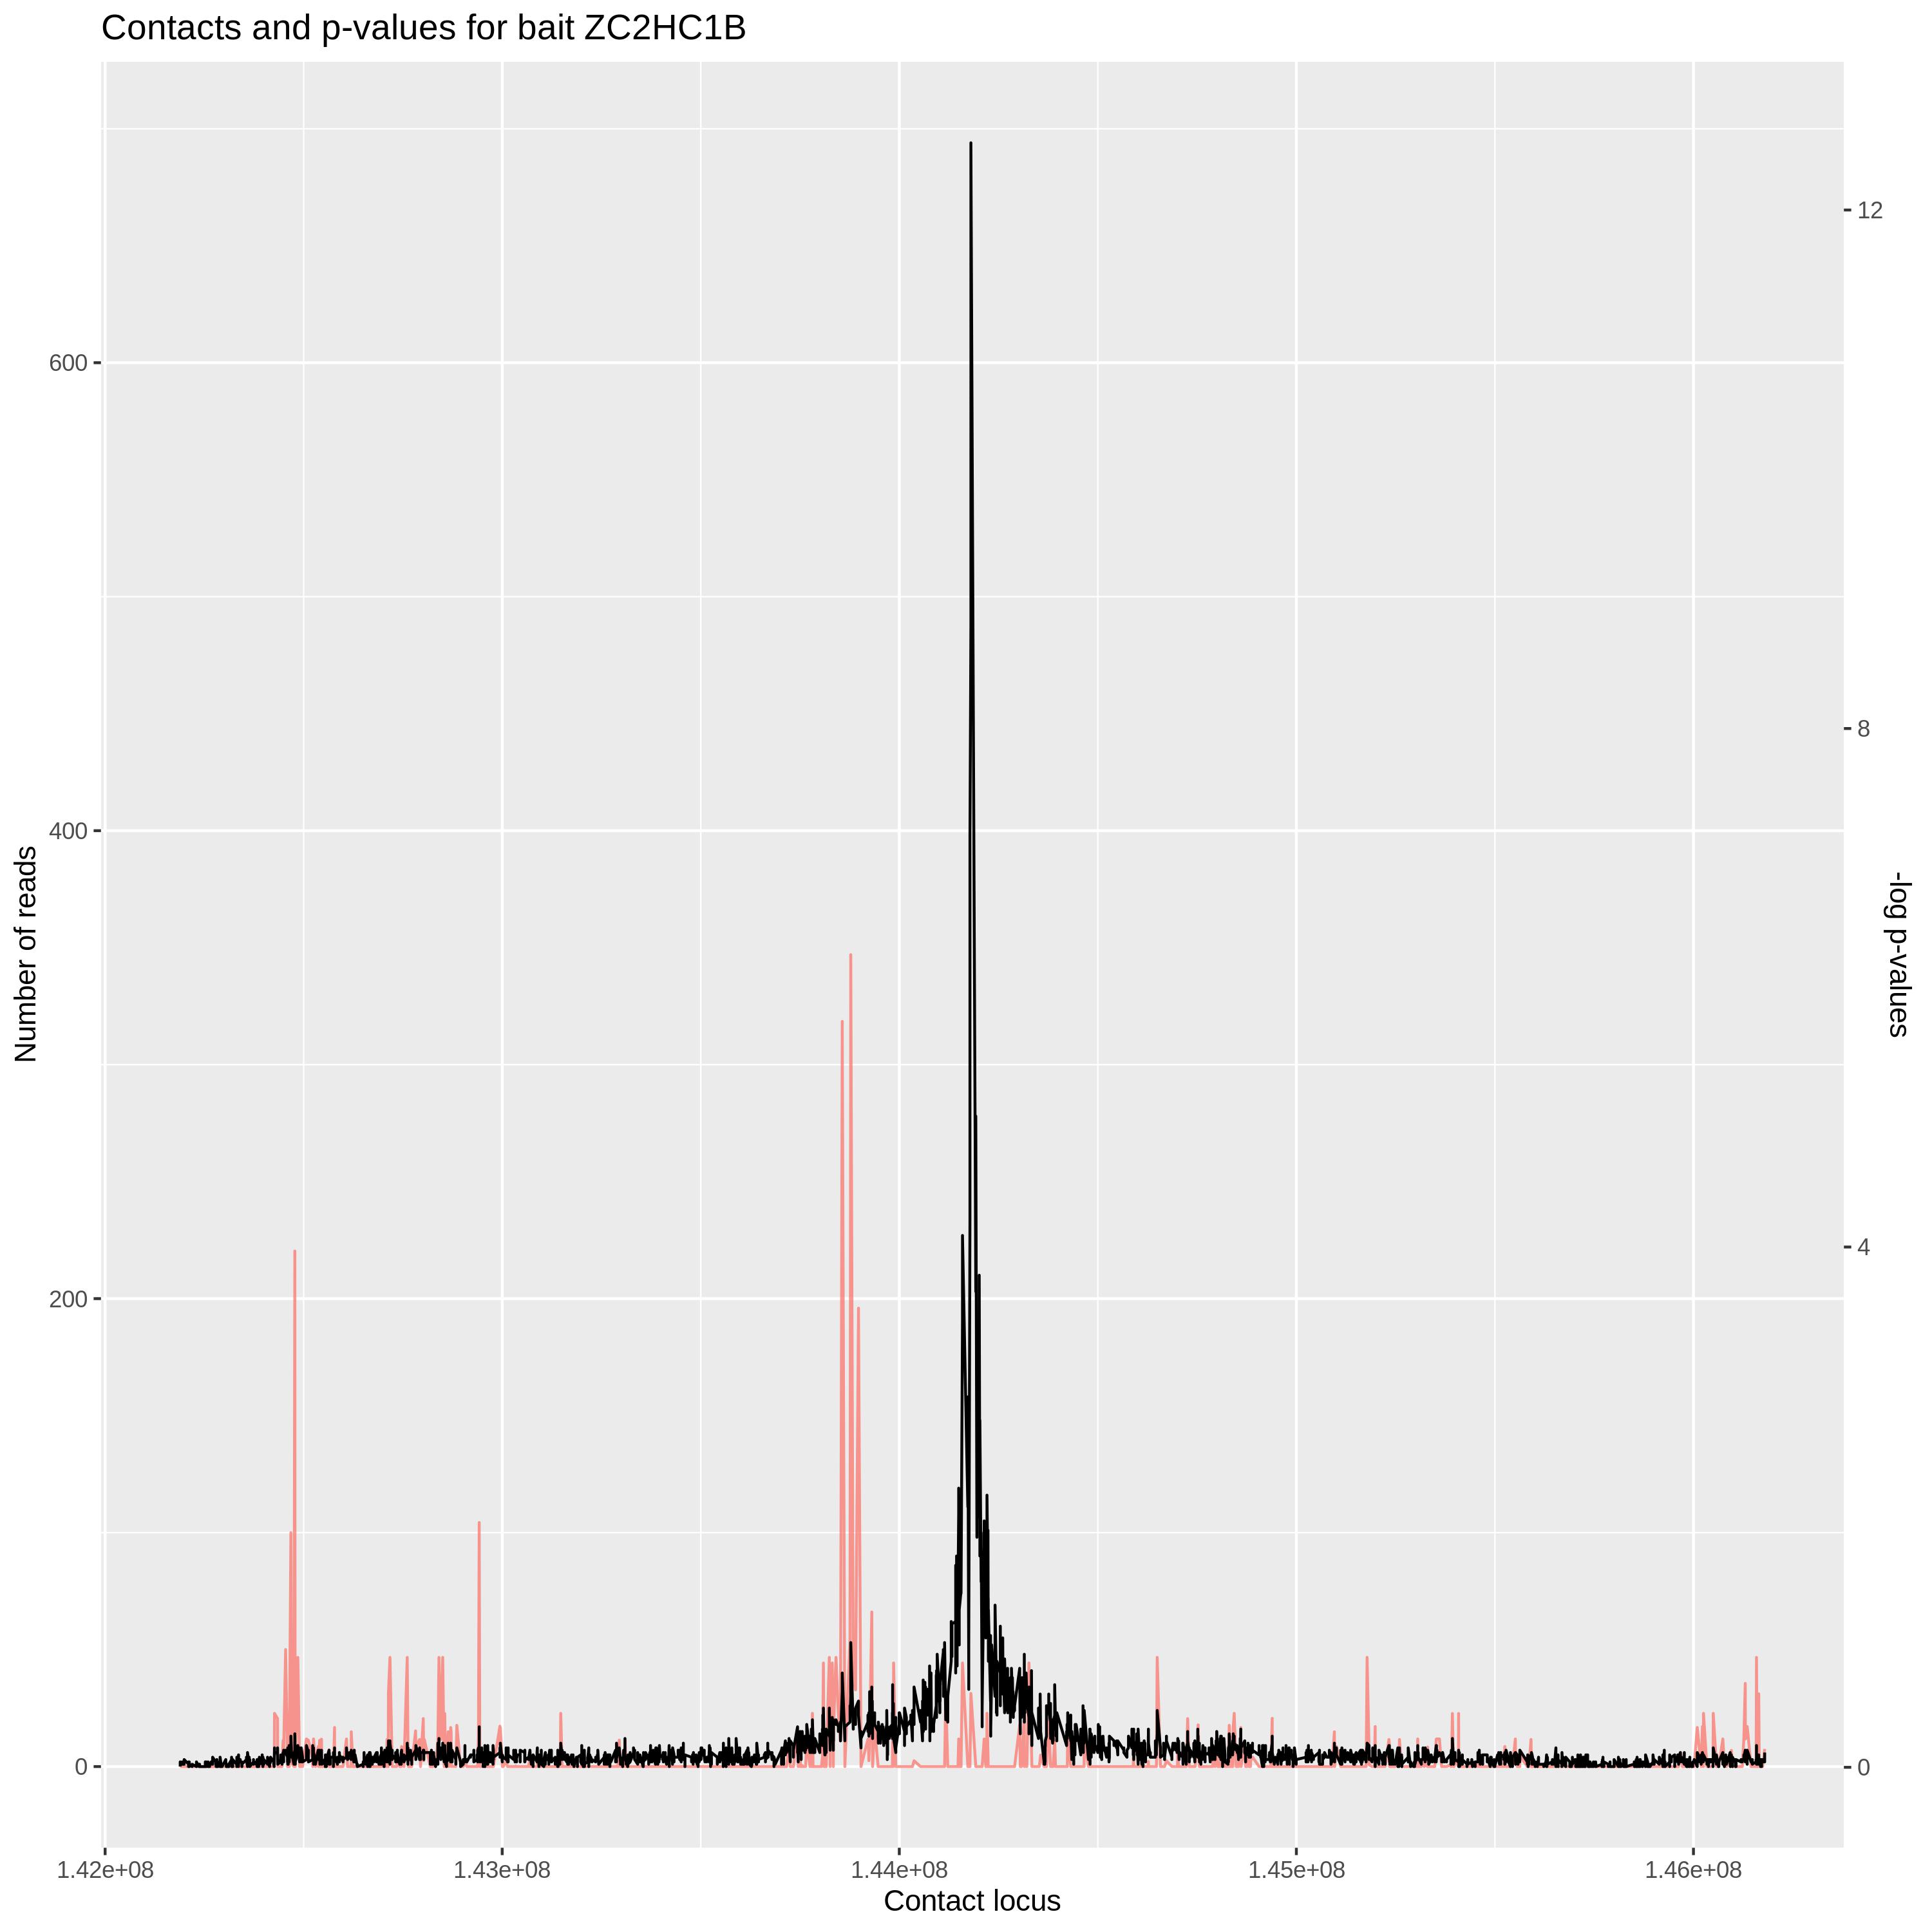 Contacts and p-values for bait ZC2HC1B
Number of reads
600
400
200
0
12
8
4
0
-log p-values
1.42e+08 1.43e+08 1.44e+08 1.45e+08 1.46e+08
Contact locus